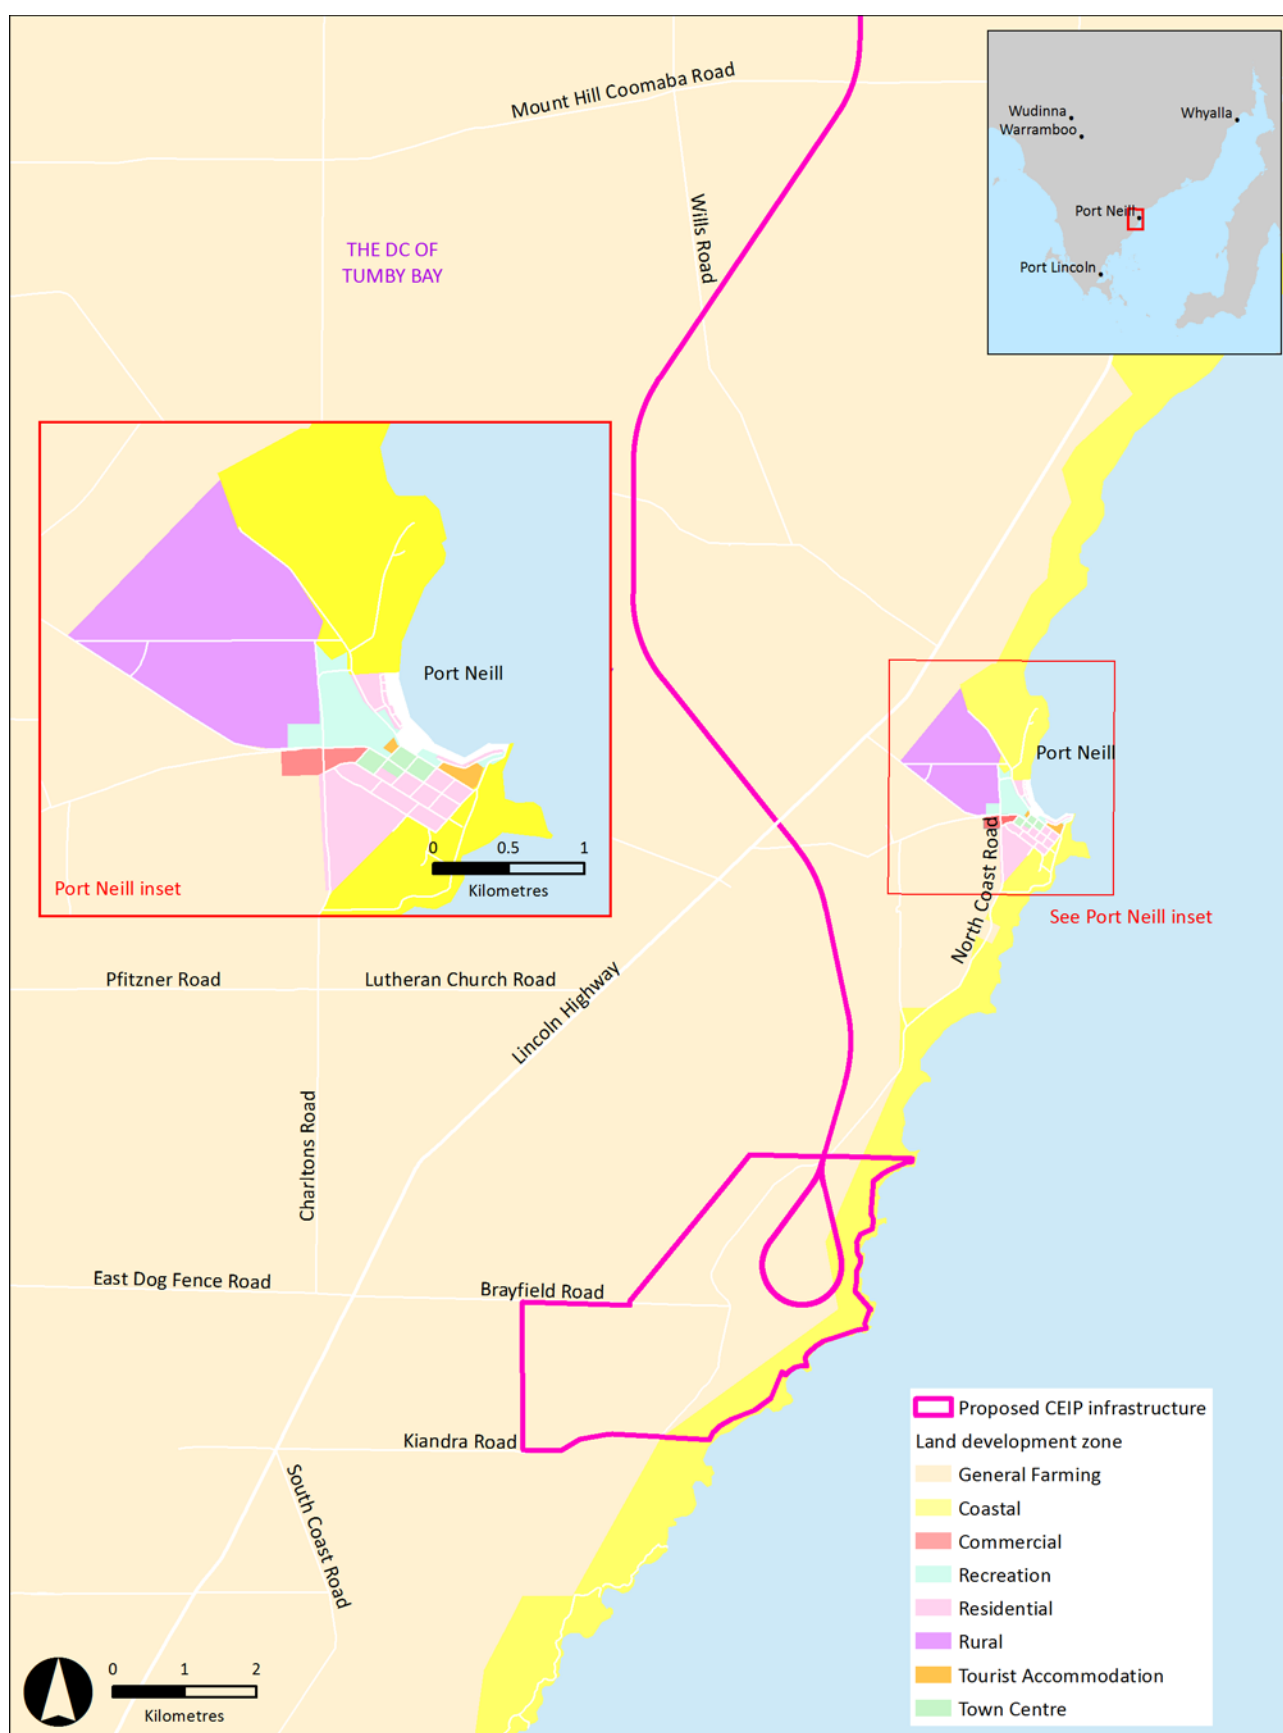 Mount Hill Coomaba Road
Wudinna
Warramboo
Whyalla
Port Neill
Port Lincoln
Wills Road
THE DC OF
TUMBY BAY
Port Neill
0 0.5 1
Kilometres
Port Neill inset
Port Neill
North Coast Road
See Port Neill inset
Pfitzner Road
Lutheran Church Road
Lincoln Highway
Charltons Road
East Dog Fence Road
Brayfield Road
Kiandra Road
South Coast Road
Proposed CEIP infrastructure
Land development zone
General Farming
Coastal
Commercial
Recreation
Residential
Rural
Tourist Accommodation
Town Centre
0 1 2
Kilometres